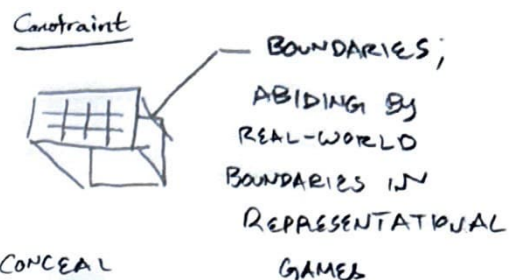 Constraint
BOUNDARIES;
ABIDING BY
REAL-WORLD
BOUNDARIES IN
REPRESENTATIONAL
GAMES
CONCEAL